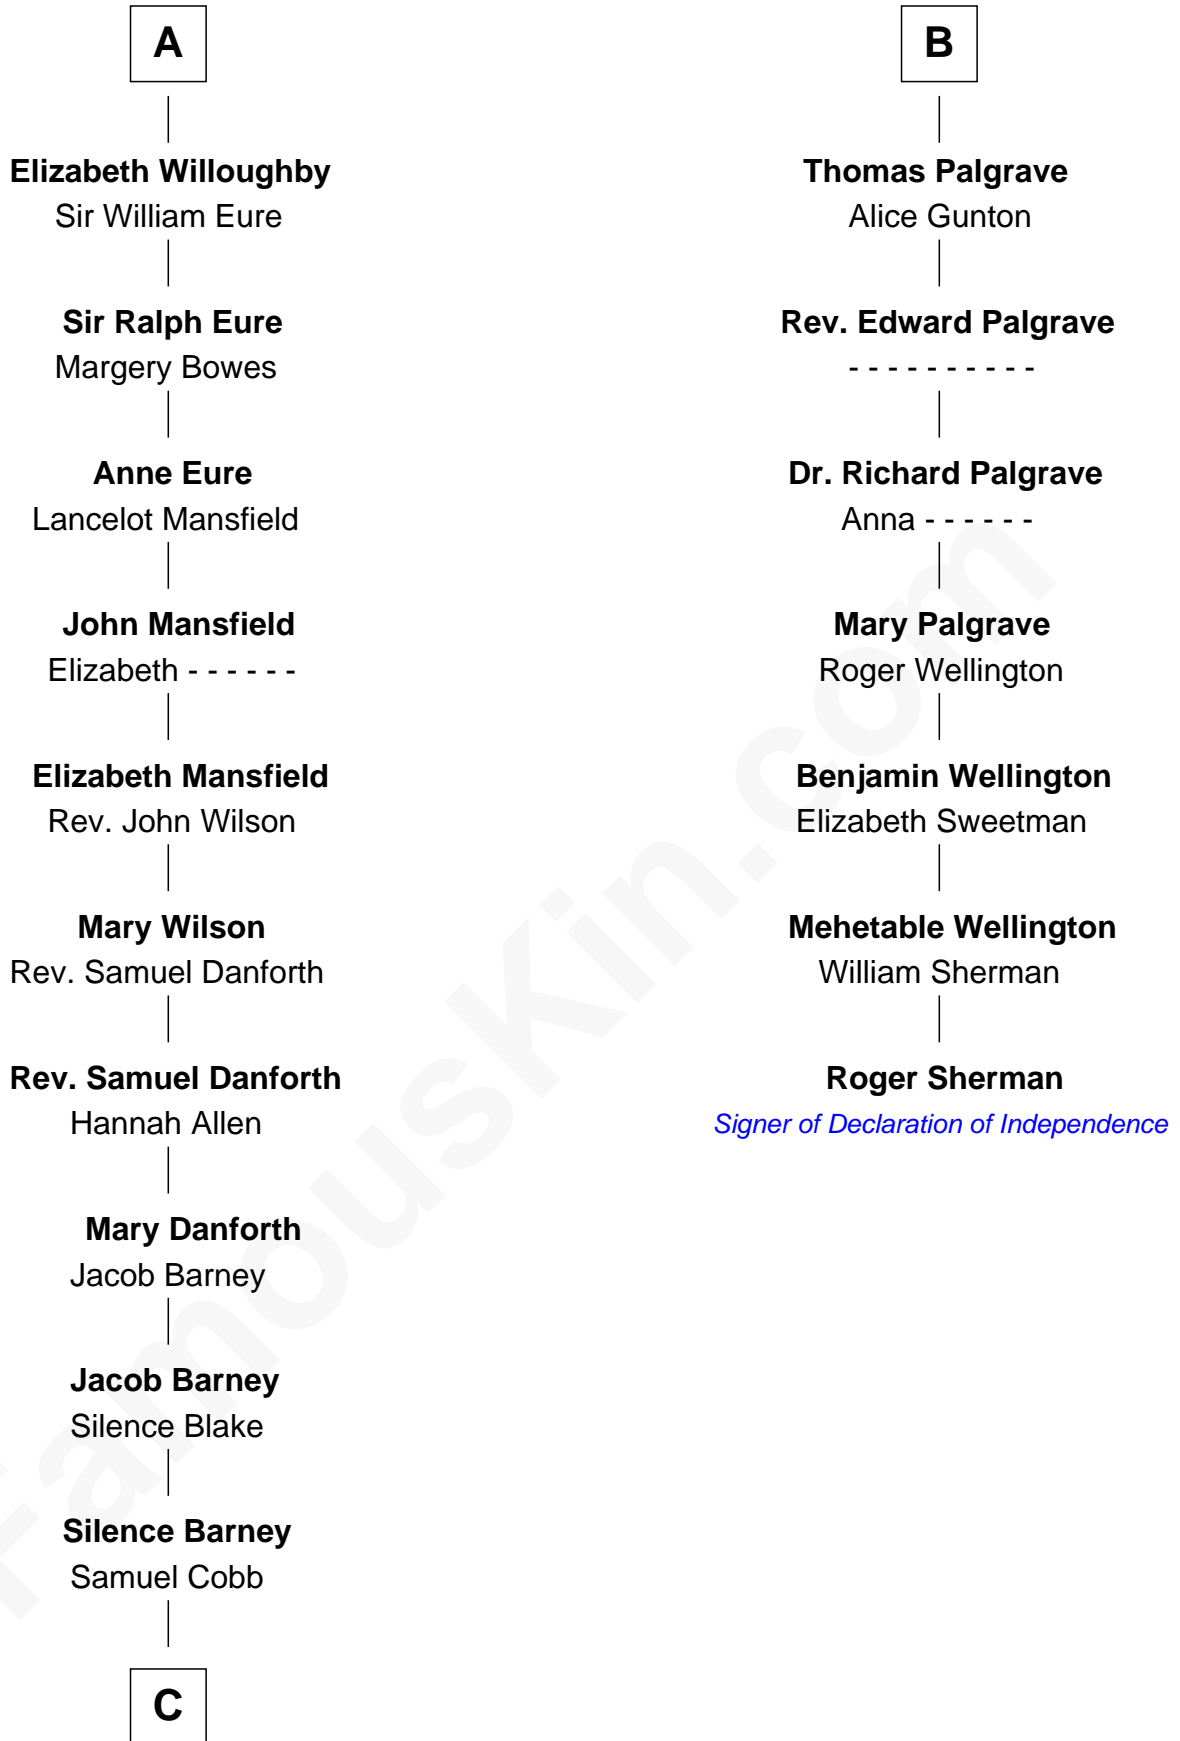 A
Elizabeth Willoughby
Sir William Eure
Sir Ralph Eure
Margery Bowes
Anne Eure
Lancelot Mansfield
John Mansfield
Elizabeth - - - - - -
Elizabeth Mansfield
Rev. John Wilson
Mary Wilson
Rev. Samuel Danforth
Rev. Samuel Danforth
Hannah Allen
Mary Danforth
Jacob Barney
Jacob Barney
Silence Blake
Silence Barney
Samuel Cobb
C
B
Thomas Palgrave
Alice Gunton
Rev. Edward Palgrave
- - - - - - - - - -
Dr. Richard Palgrave
Anna - - - - - -
Mary Palgrave
Roger Wellington
Benjamin Wellington
Elizabeth Sweetman
Mehetable Wellington
William Sherman
Roger Sherman
Signer of Declaration of Independence
FamousKin.com